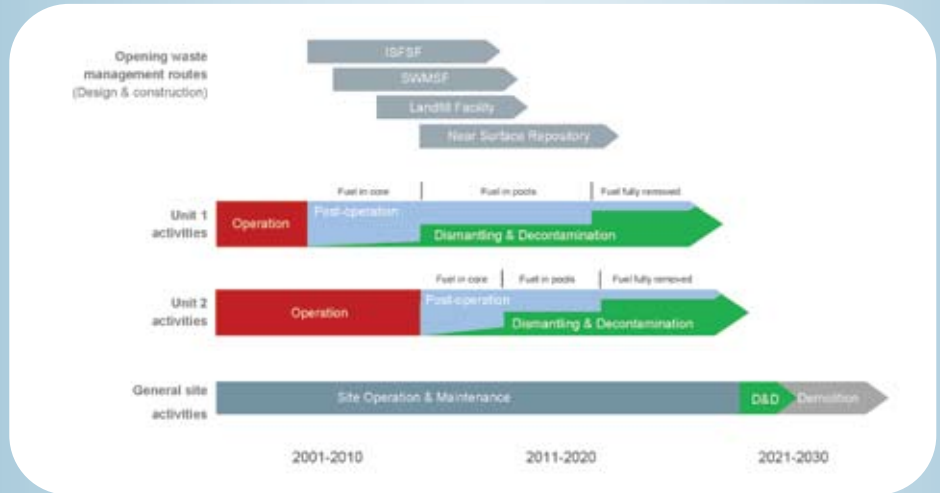 Opening waste
management routes
(Design & construction)
ISFSF
SWMSF
Landfill Facility
Near Surface Repository
Fuel in core
Fuel in pools
Fuel fully removed
Unit 1
activities
Operation
Post-operation
Dismantling & Decontamination
Fuel in core
Fuel in pools
Fuel fully removed
Unit 2
activities
Operation
Post-operation
Dismantling & Decontamination
General site
activities
Site Operation & Maintenance
D&D
Demolition
2001-2010
2011-2020
2021-2030